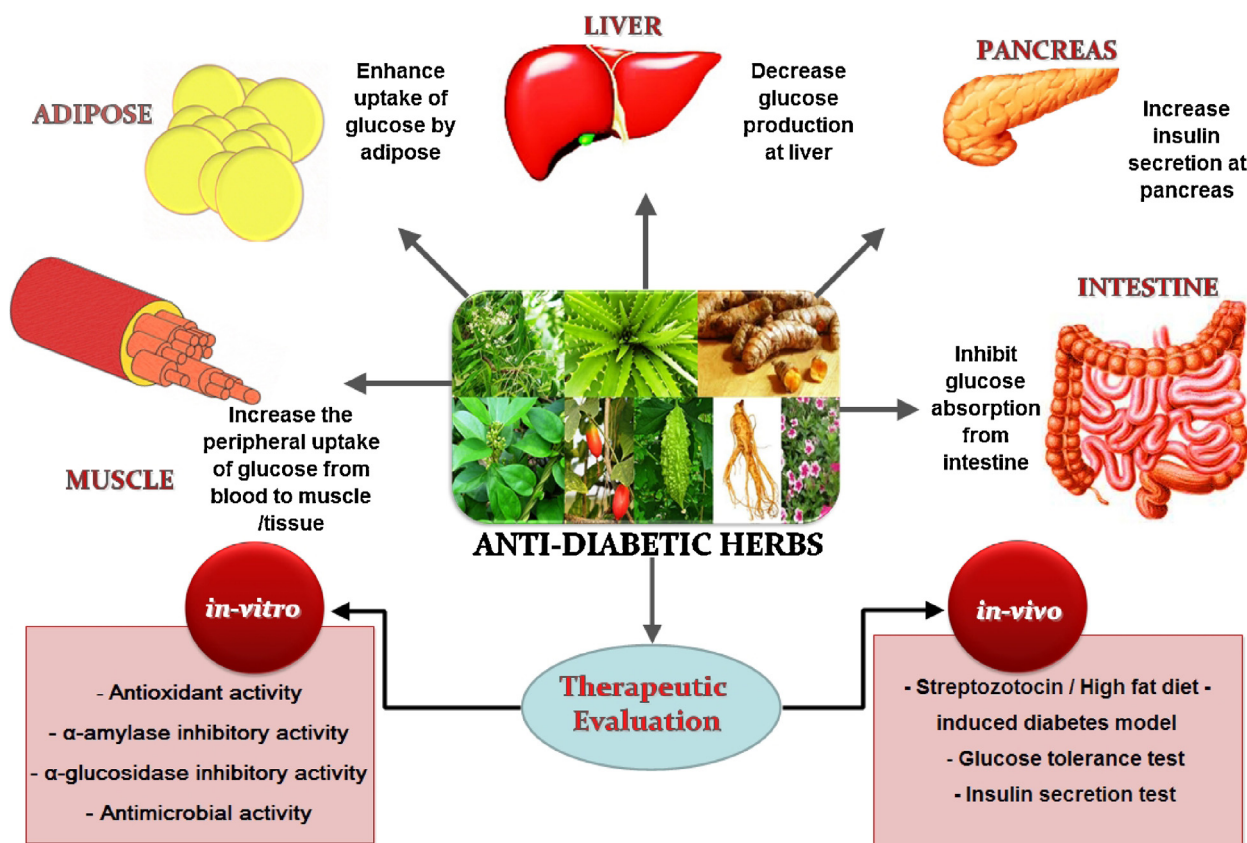 LIVER
PANCREAS
ADIPOSE
Enhance
uptake of
glucose by
adipose
Decrease
glucose
production
at liver
Increase
insulin
secretion at
pancreas
INTESTINE
Inhibit
glucose
absorption
from
intestine
MUSCLE
Increase the
peripheral uptake
of glucose from
blood to muscle
/tissue
ANTI-DIABETIC HERBS
in-vitro
in-vivo
Therapeutic
Evaluation
- Antioxidant activity
- α-amylase inhibitory activity
- α-glucosidase inhibitory activity
- Antimicrobial activity
- Streptozotocin / High fat diet -
induced diabetes model
- Glucose tolerance test
- Insulin secretion test